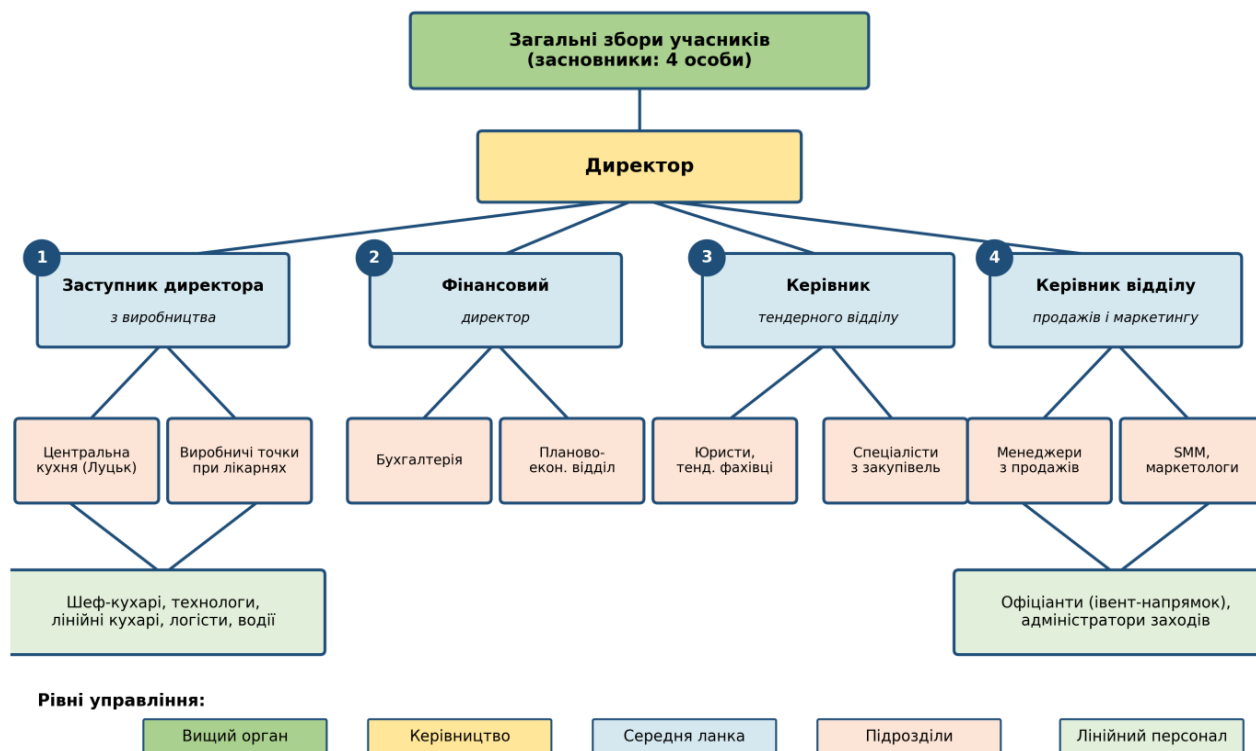 Загальні збори учасників
(засновники: 4 особи)
Директор
1
Заступник директора
з виробництва
2
Фінансовий
директор
3
Керівник
тендерного відділу
4
Керівник відділу
продажів і маркетингу
Центральна
кухня (Луцьк)
Виробничі точки
при лікарнях
Бухгалтерія
Планово-
екон. відділ
Юристи,
тенд. фахівці
Спеціалісти
з закупівель
Менеджери
з продажів
SMM,
маркетологи
Шеф-кухарі, технологи,
лінійні кухарі, логісти, водії
Офіціанти (івент-напрямок),
адміністратори заходів
Рівні управління:
Вищий орган
Керівництво
Середня ланка
Підрозділи
Лінійний персонал